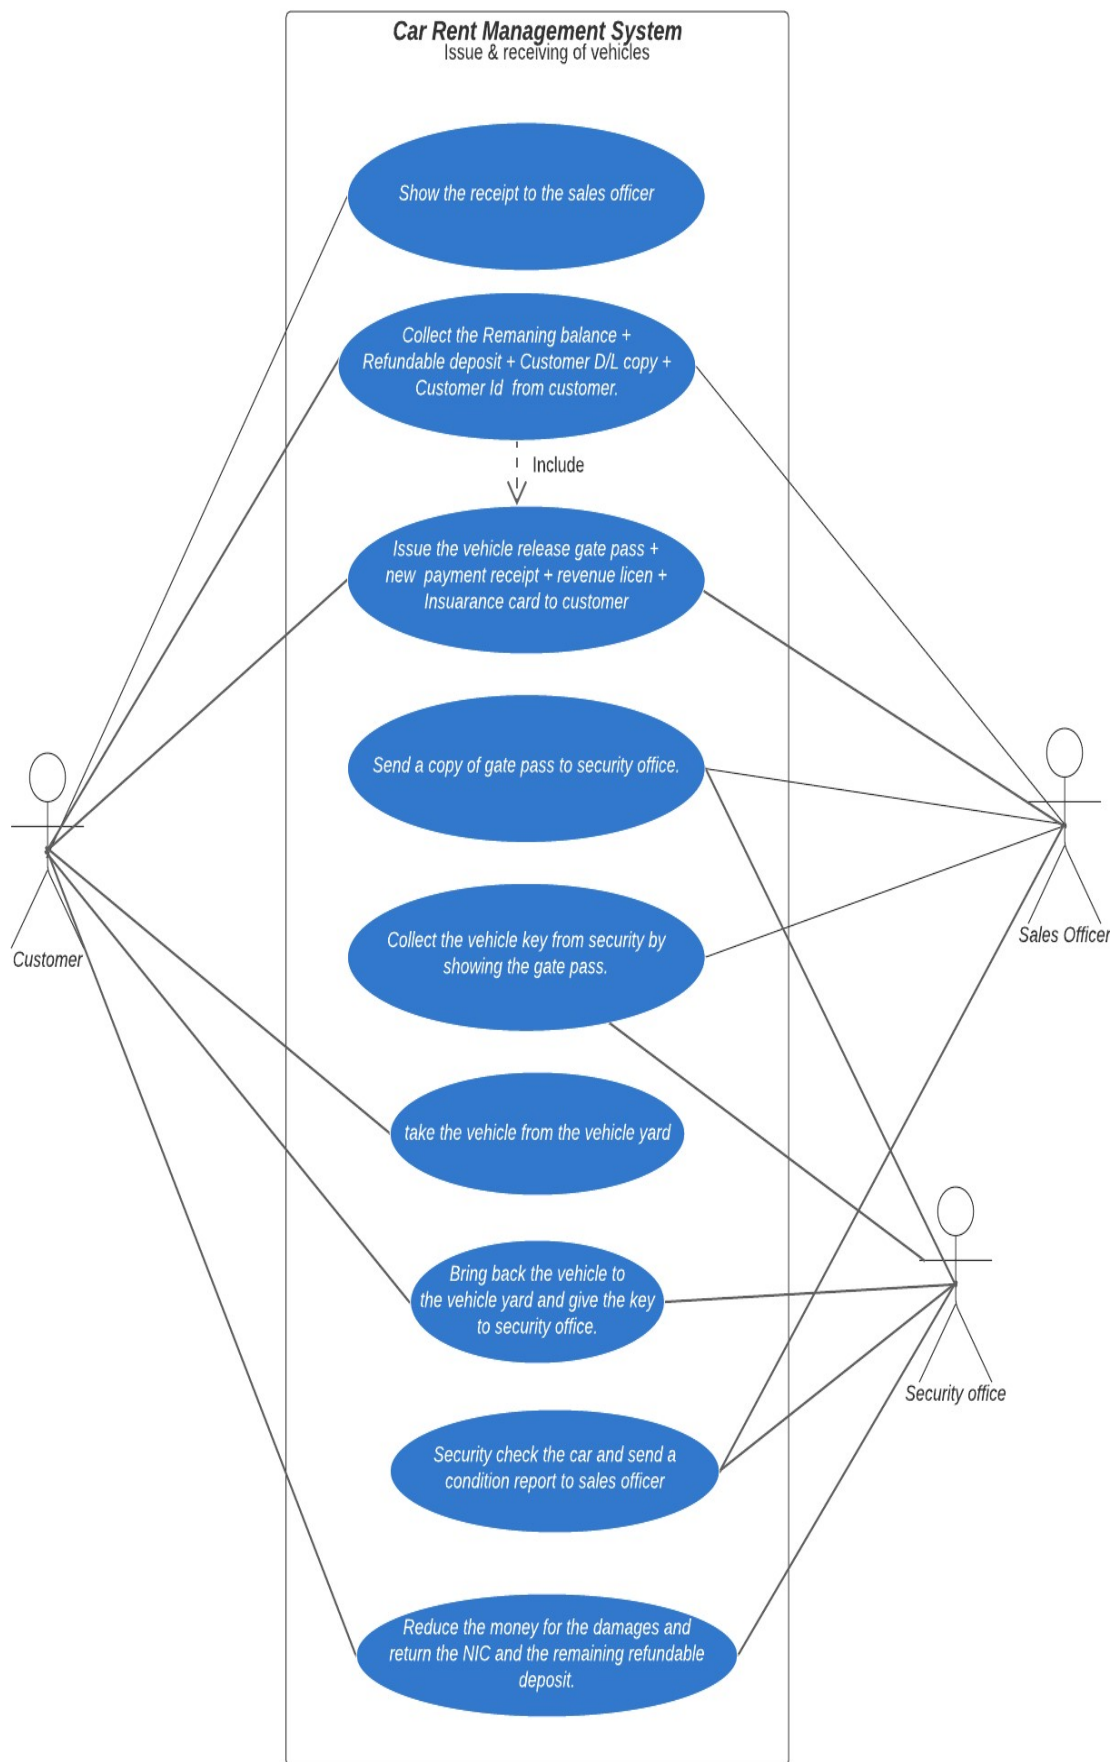 Car Rent Management System
Issue & receiving of vehicles
Show the receipt to the sales officer
Collect the Remaning balance +
Refundable deposit + Customer D/L copy +
Customer Id from customer.
Include
Issue the vehicle release gate pass +
new payment receipt + revenue licen +
Insuarance card to customer
Send a copy of gate pass to security office.
Sales Officer
Collect the vehicle key from security by
showing the gate pass.
Customer
take the vehicle from the vehicle yard
Bring back the vehicle to
the vehicle yard and give the key
to security office.
Security office
Security check the car and send a
condition report to sales officer
Reduce the money for the damages and
return the NIC and the remaining refundable
deposit.